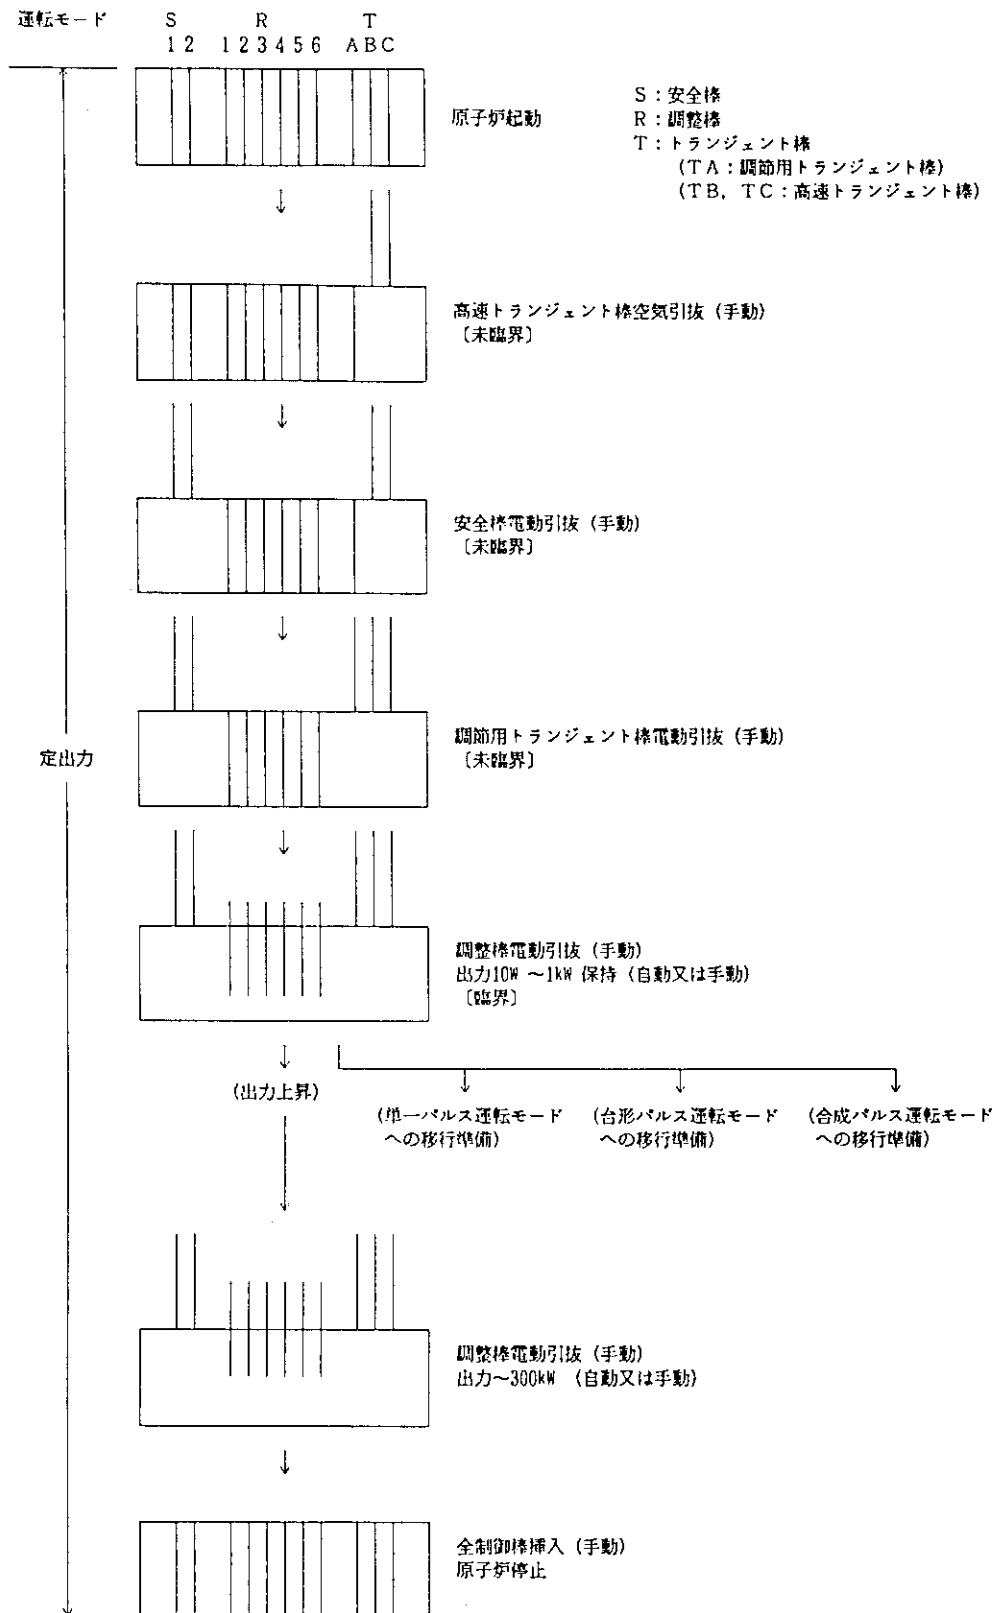 運転モード S R T
1 2 1 2 3 4 5 6 A B C
原子炉起動
S:安全棒
R:調整棒
T:トランジェント棒
(TA:調節用トランジェント棒)
(TB, TC:高速トランジェント棒)
高速トランジェント棒空気引抜 (手動)
〔未臨界〕
安全棒電動引抜 (手動)
〔未臨界〕
調節用トランジェント棒電動引抜 (手動)
〔未臨界〕
定出力
調整棒電動引抜 (手動)
出力10W ~1kW 保持 (自動又は手動)
〔臨界〕
(出力上昇)
(単一パルス運転モード
への移行準備)
(台形パルス運転モード
への移行準備)
(合成パルス運転モード
への移行準備)
調整棒電動引抜 (手動)
出力~300kW (自動又は手動)
全制御棒挿入 (手動)
原子炉停止